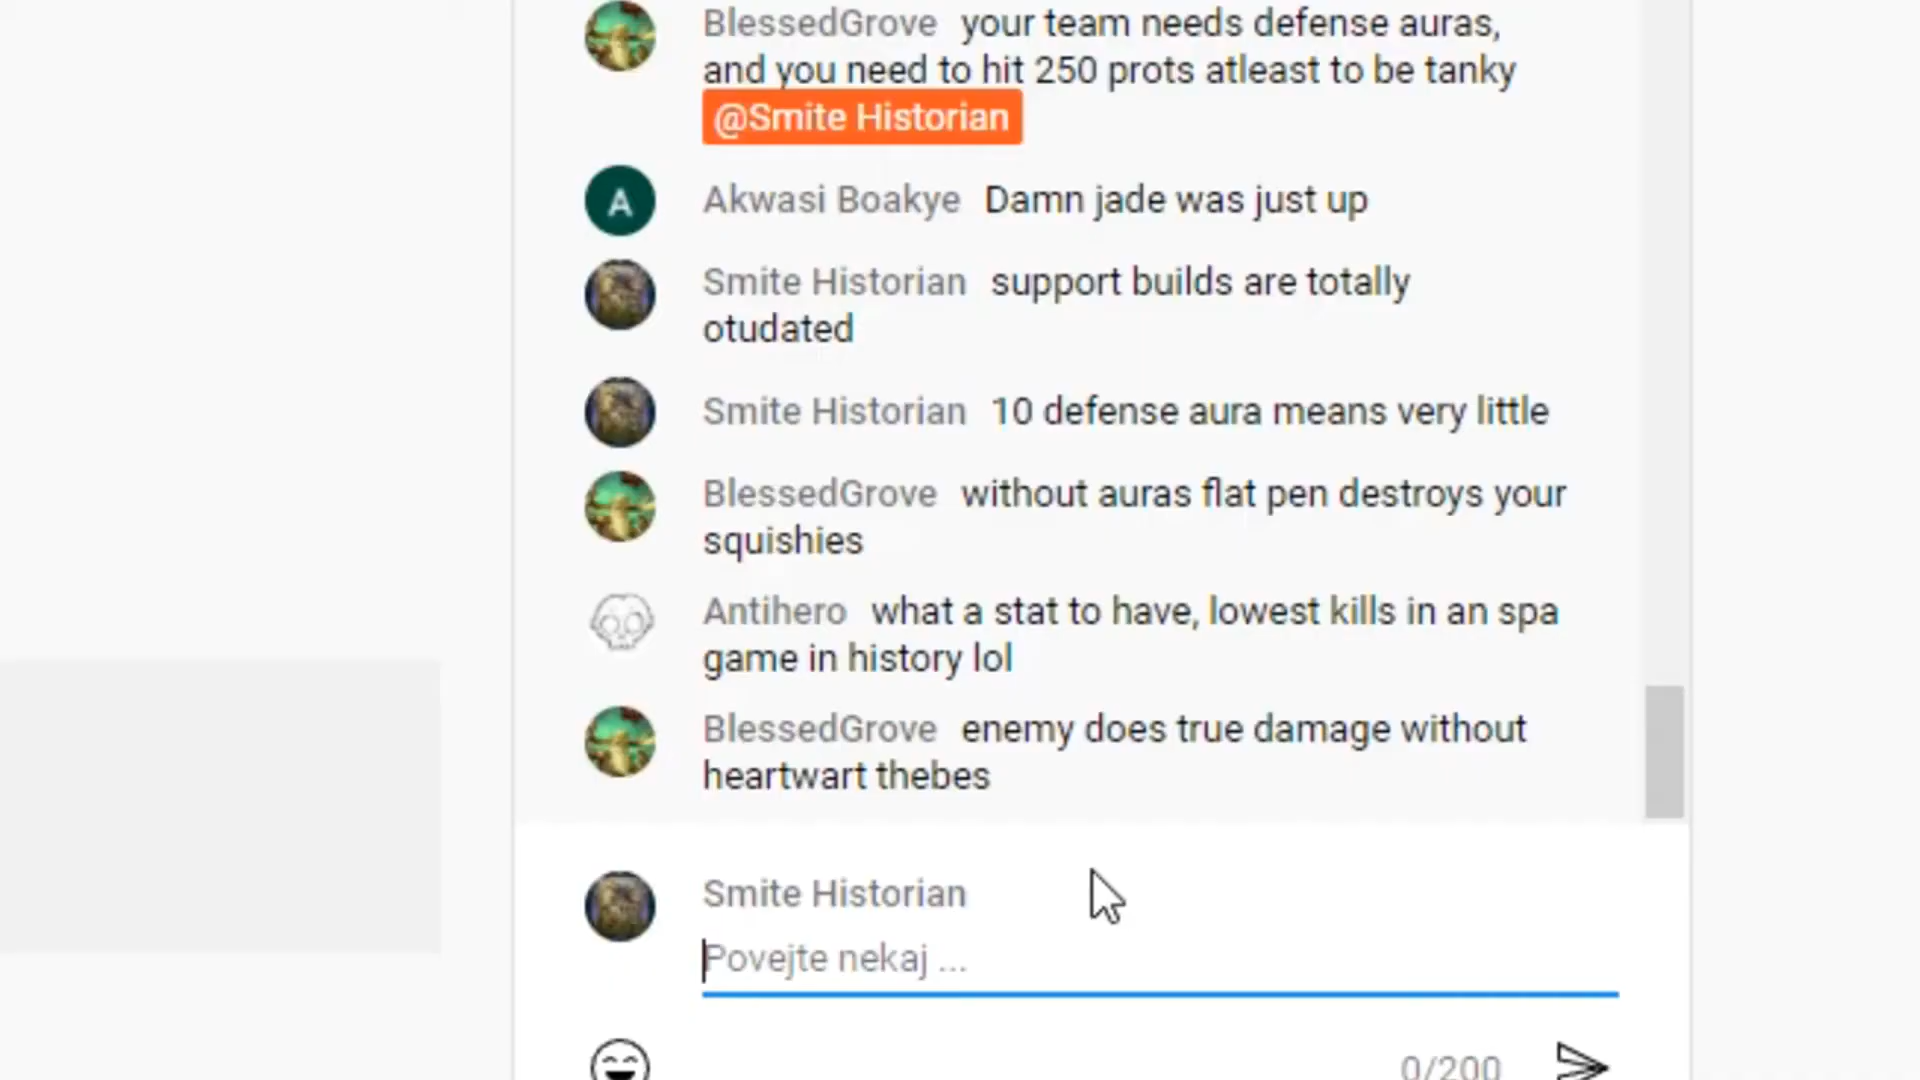 BlessedGrove your team needs defense auras,
and you need to hit 250 prots atleast to be tanky
@Smite Historian
A
Akwasi Boakye Damn jade was just up
Smite Historian support builds are totally
otudated
Smite Historian 10 defense aura means very little
BlessedGrove without auras flat pen destroys your
squishies
Antihero what a stat to have, lowest kills in an spa
game in history lol
BlessedGrove enemy does true damage without
heartwart thebes
Smite Historian
Povejte nekaj ...
0/200